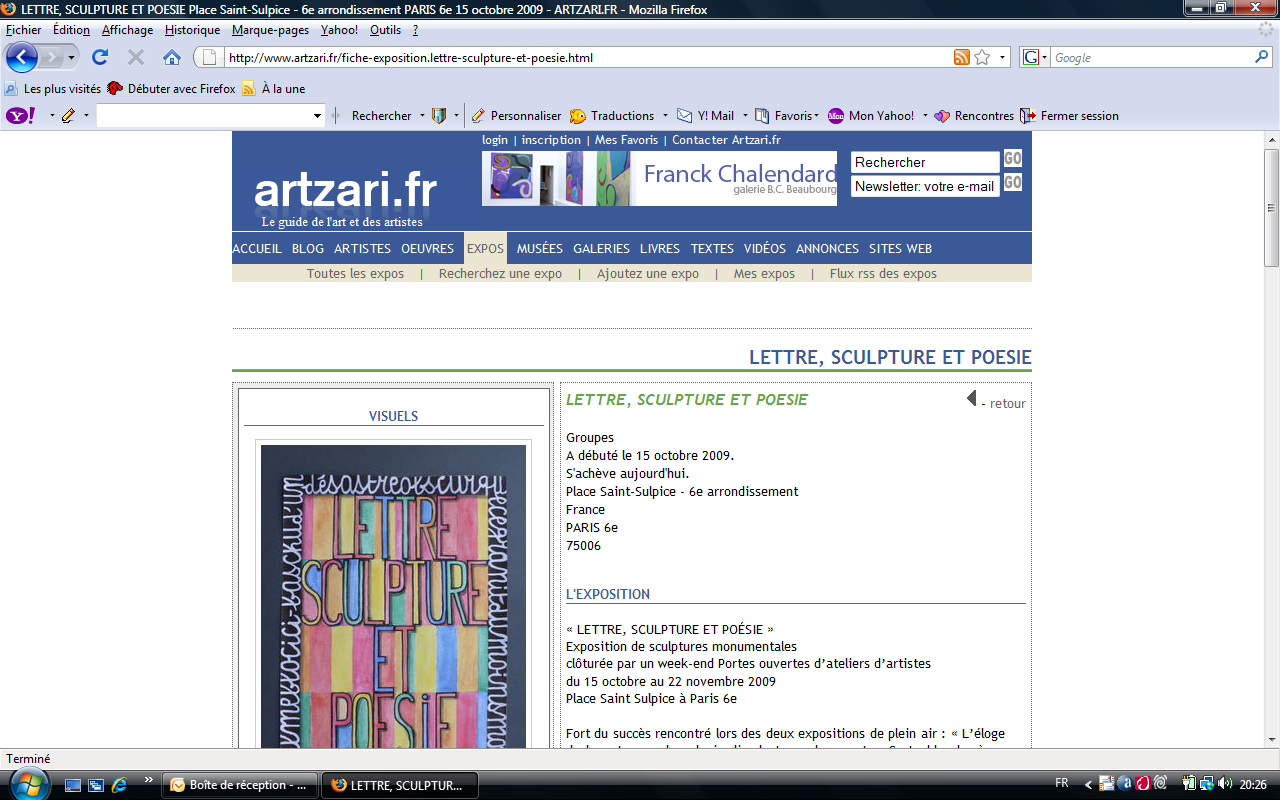 LETTRE, SCULPTURE ET POESIE Place Saint-Sulpice - 6e arrondissement PARIS 6e 15 octobre 2009 - ARTZARI.FR - Mozilla Firefox
Fichier Édition Affichage Historique Marque-pages Yahoo! Outils ?
http://www.artzari.fr/fiche-exposition.lettre-sculpture-et-poesie.html
G Google
Les plus visités Débuter avec Firefox À la une
Y! Rechercher Personnaliser Traductions Y! Mail Favoris Mon Mon Yahoo! Rencontres Fermer session
login | inscription | Mes Favoris | Contacter Artzari.fr
artzari.fr
Le guide de l'art et des artistes
Franck Chalendard
galerie B.C. Beaubourg
Rechercher GO
Newsletter: votre e-mail GO
ACCUEIL BLOG ARTISTES OEUVRES EXPOS MUSÉES GALERIES LIVRES TEXTES VIDÉOS ANNONCES SITES WEB
Toutes les expos | Recherchez une expo | Ajoutez une expo | Mes expos | Flux rss des expos
LETTRE, SCULPTURE ET POESIE
VISUELS
LETTRE
SCULPTURE
ET
POESiE
LETTRE, SCULPTURE ET POESIE
- retour
Groupes
A débuté le 15 octobre 2009.
S'achève aujourd'hui.
Place Saint-Sulpice - 6e arrondissement
France
PARIS 6e
75006
L'EXPOSITION
« LETTRE, SCULPTURE ET POÉSIE »
Exposition de sculptures monumentales
clôturée par un week-end Portes ouvertes d’ateliers d’artistes
du 15 octobre au 22 novembre 2009
Place Saint Sulpice à Paris 6e
Fort du succès rencontré lors des deux expositions de plein air : « L’éloge
Terminé
Boîte de réception - ... LETTRE, SCULPTUR... FR 20:26